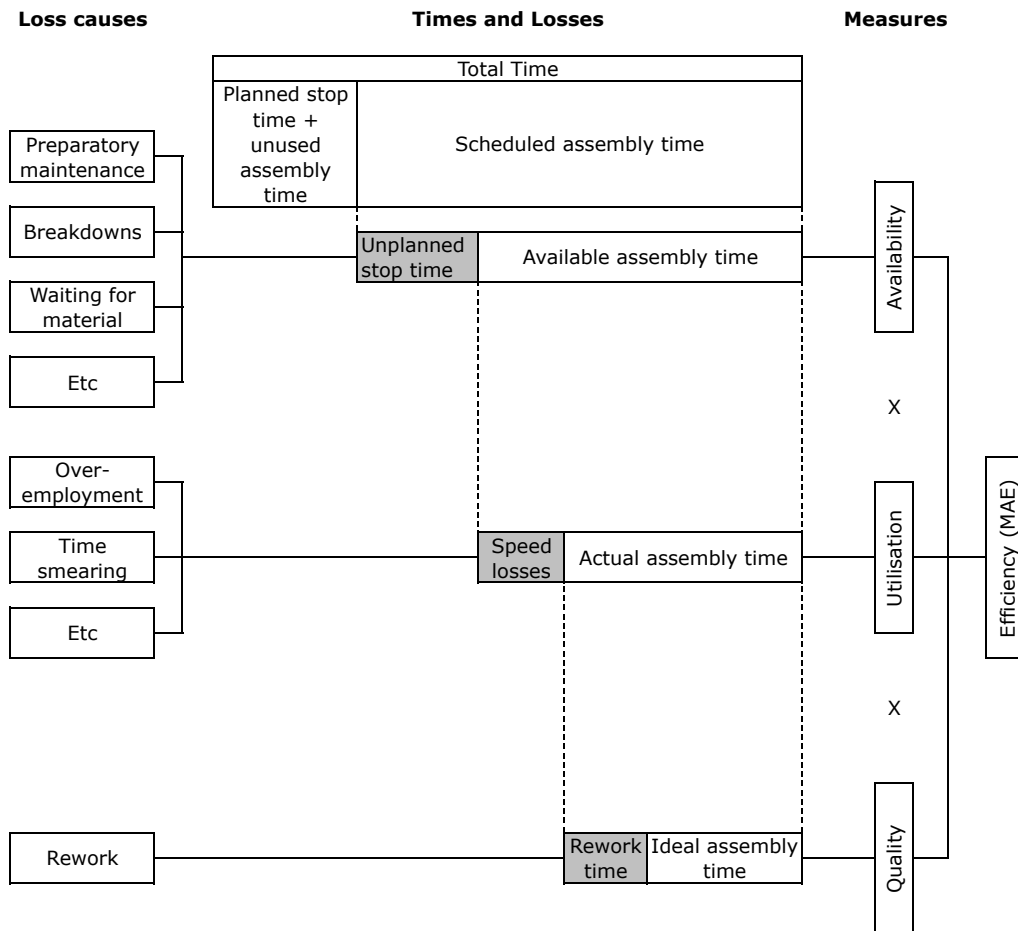 Loss causes
Times and Losses
Measures
Total Time
Planned stop
time +
unused
assembly
time
Scheduled assembly time
Preparatory
maintenance
Breakdowns
Waiting for
material
Etc
Unplanned
stop time
Available assembly time
Availability
X
Over-
employment
Time
smearing
Etc
Speed
losses
Actual assembly time
Utilisation
Efficiency (MAE)
X
Rework
Rework
time
Ideal assembly
time
Quality